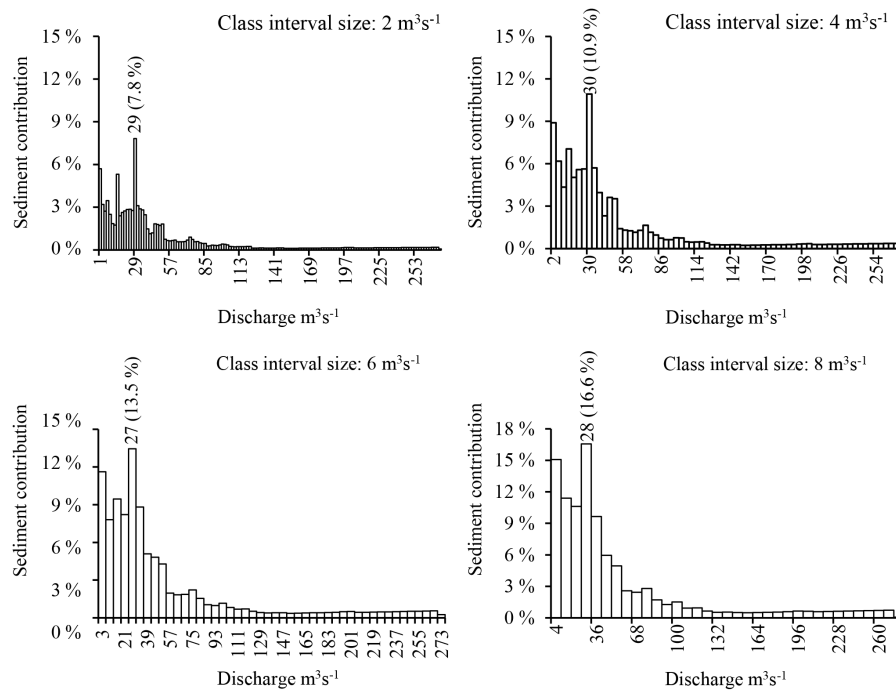 Class interval size: 2 m³s⁻¹
15 %
12 %
9 %
6 %
3 %
0 %
Sediment contribution
29 (7.8 %)
1 29 57 85 113 141 169 197 225 253
Discharge m³s⁻¹
Class interval size: 4 m³s⁻¹
15 %
12 %
9 %
6 %
3 %
0 %
Sediment contribution
30 (10.9 %)
2 30 58 86 114 142 170 198 226 254
Discharge m³s⁻¹
Class interval size: 6 m³s⁻¹
15 %
12 %
9 %
6 %
3 %
0 %
Sediment contribution
27 (13.5 %)
3 21 39 57 75 93 111 129 147 165 183 201 219 237 255 273
Discharge m³s⁻¹
Class interval size: 8 m³s⁻¹
18 %
15 %
12 %
9 %
6 %
3 %
0 %
Sediment contribution
28 (16.6 %)
4 36 68 100 132 164 196 228 260
Discharge m³s⁻¹